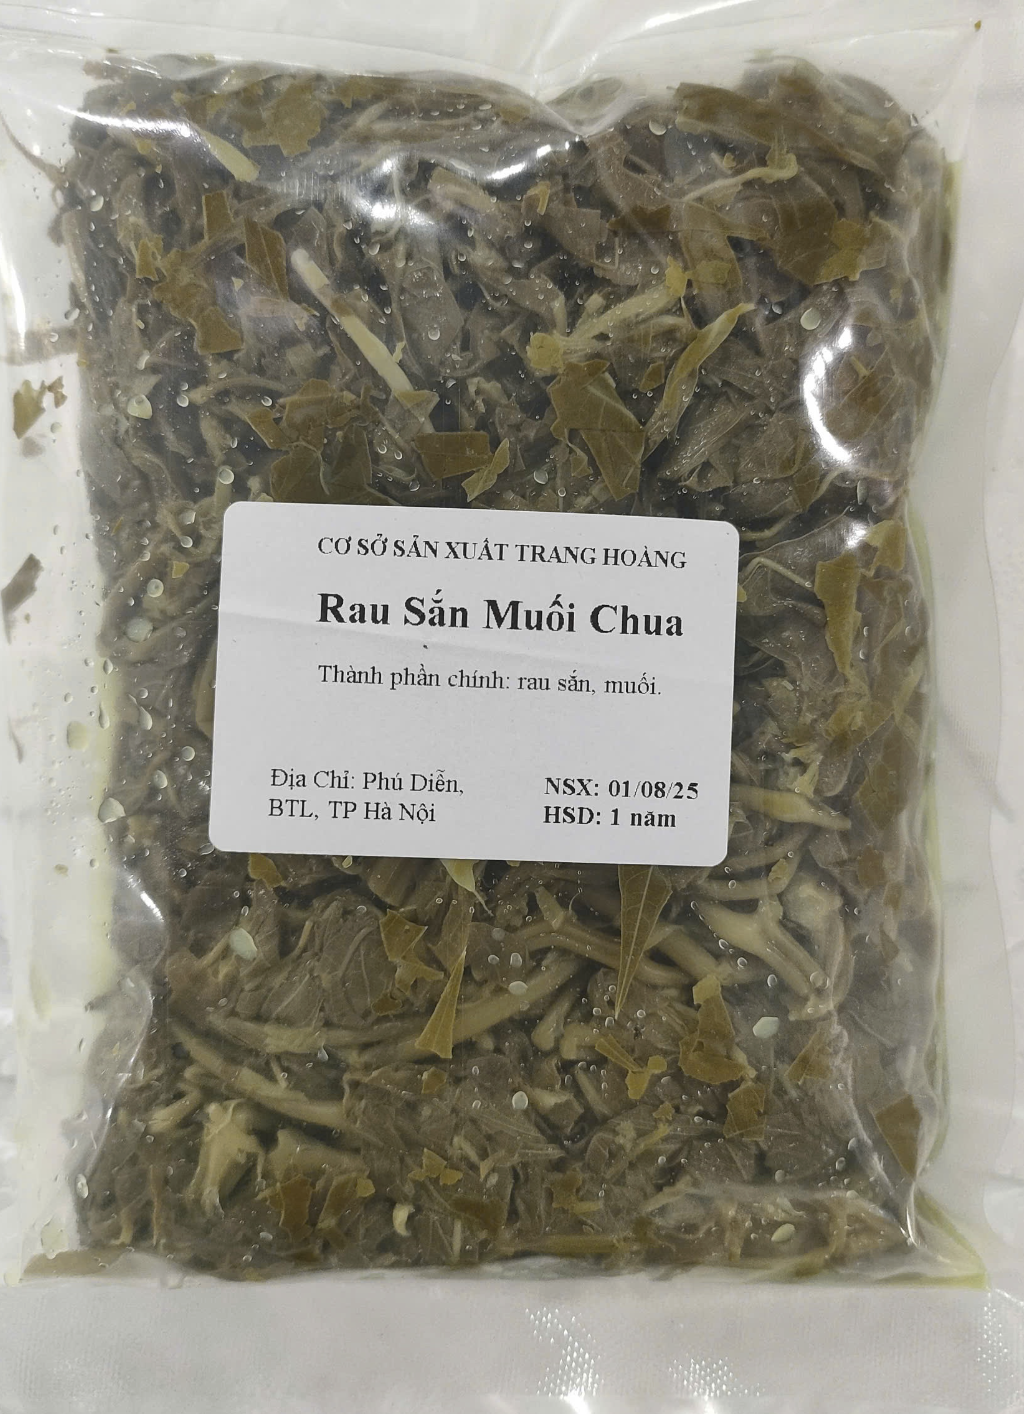 CƠ SỞ SẢN XUẤT TRANG HOÀNG
Rau Sắn Muối Chua
Thành phần chính: rau sắn, muối.
Địa Chỉ: Phú Diễn,
BTL, TP Hà Nội
NSX: 01/08/25
HSD: 1 năm